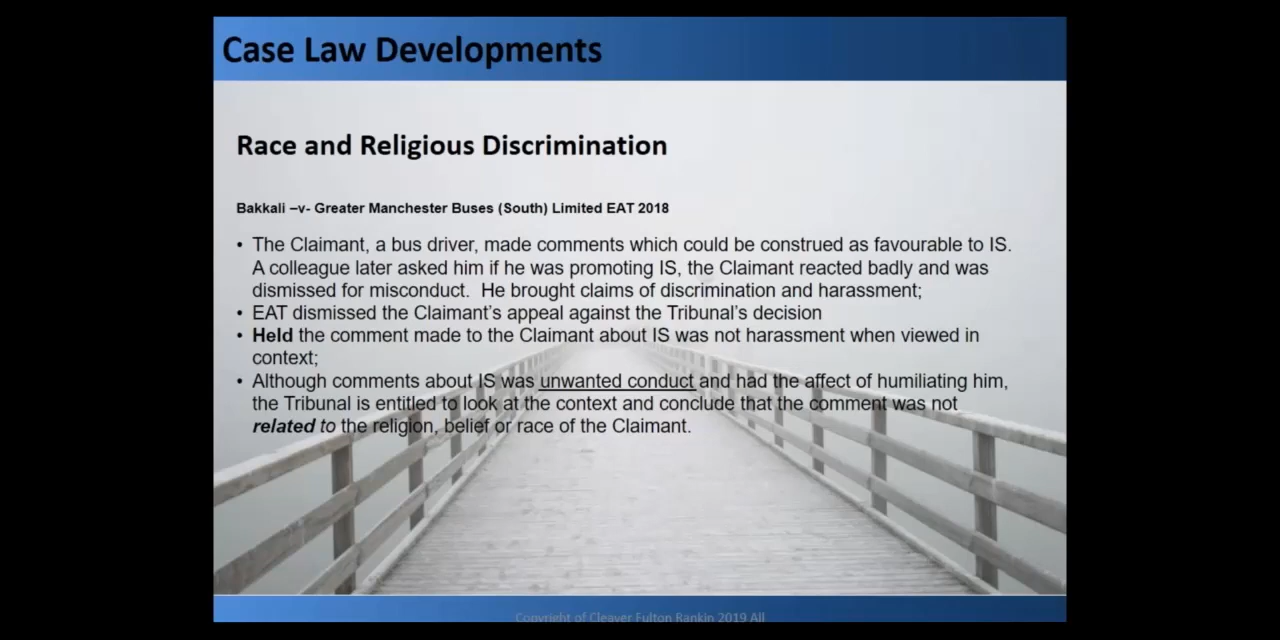 Case Law Developments
Race and Religious Discrimination
Bakkali –v- Greater Manchester Buses (South) Limited EAT 2018
• The Claimant, a bus driver, made comments which could be construed as favourable to IS.
A colleague later asked him if he was promoting IS, the Claimant reacted badly and was
dismissed for misconduct. He brought claims of discrimination and harassment;
• EAT dismissed the Claimant's appeal against the Tribunal's decision
• Held the comment made to the Claimant about IS was not harassment when viewed in
context;
• Although comments about IS was unwanted conduct and had the affect of humiliating him,
the Tribunal is entitled to look at the context and conclude that the comment was not
related to the religion, belief or race of the Claimant.
Copyright of Cleaver Fulton Rankin 2019 All